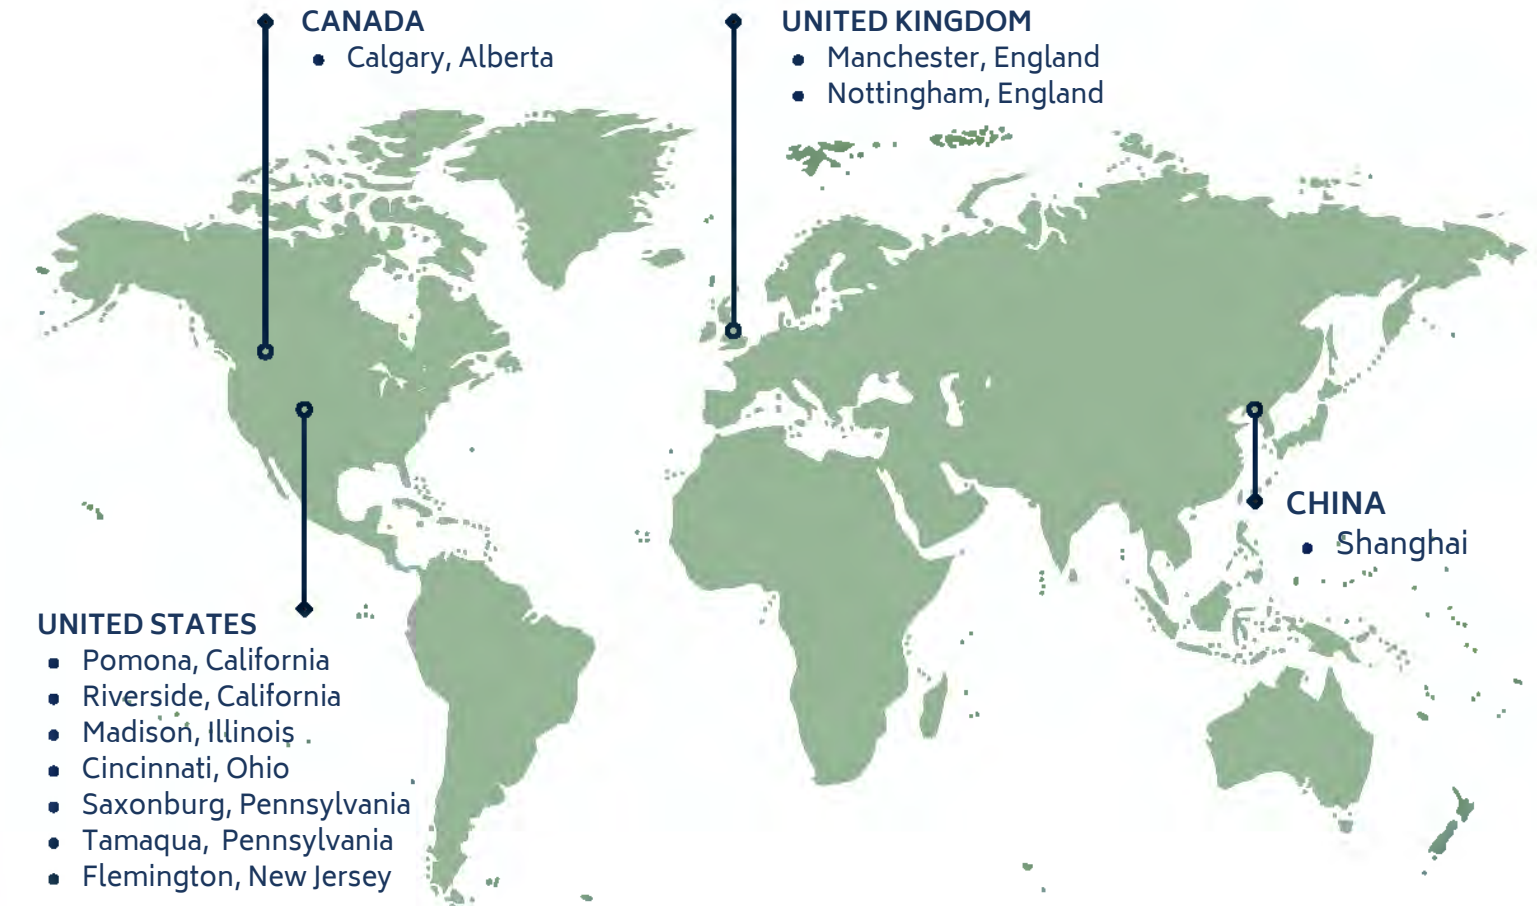 CANADA
• Calgary, Alberta
UNITED KINGDOM
• Manchester, England
• Nottingham, England
CHINA
• Shanghai
UNITED STATES
• Pomona, California
• Riverside, California
• Madison, Illinois
• Cincinnati, Ohio
• Saxonburg, Pennsylvania
• Tamaqua, Pennsylvania
• Flemington, New Jersey